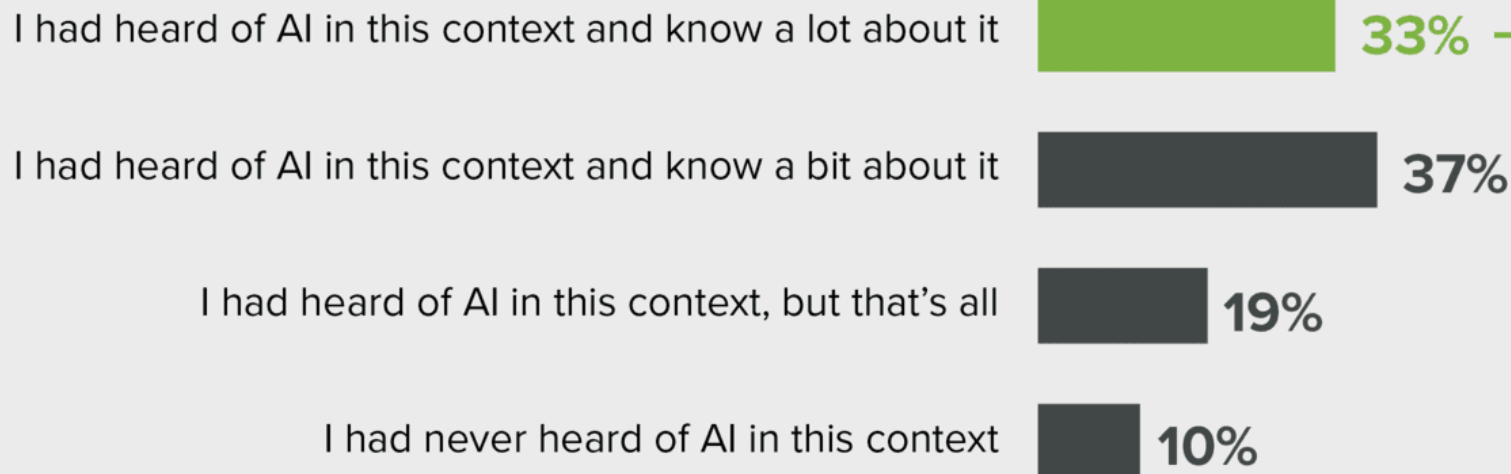 I had heard of AI in this context and know a lot about it 33%
I had heard of AI in this context and know a bit about it 37%
I had heard of AI in this context, but that’s all 19%
I had never heard of AI in this context 10%